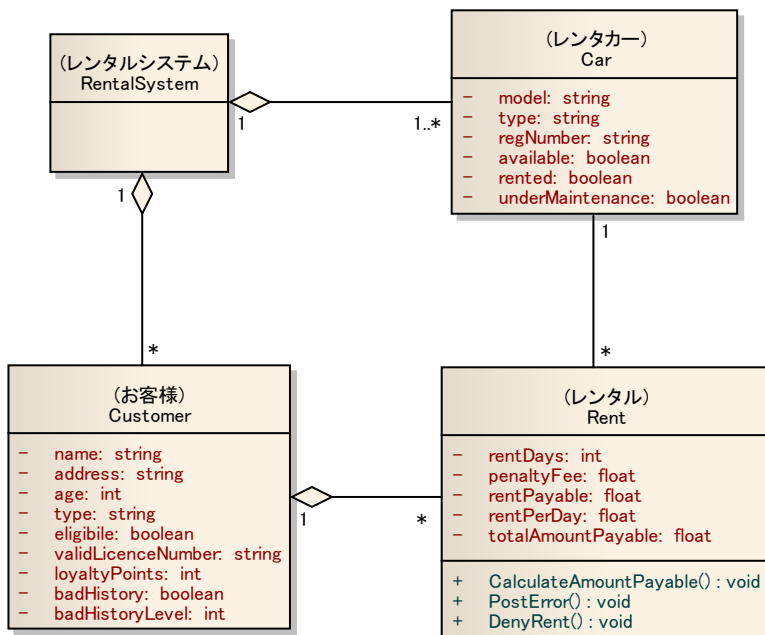 (レンタルシステム)
RentalSystem
1
1..*
1
*
(レンタカー)
Car
- model: string
- type: string
- regNumber: string
- available: boolean
- rented: boolean
- underMaintenance: boolean
1
*
(お客様)
Customer
- name: string
- address: string
- age: int
- type: string
- eligibile: boolean
- validLicenceNumber: string
- loyaltyPoints: int
- badHistory: boolean
- badHistoryLevel: int
1
*
(レンタル)
Rent
- rentDays: int
- penaltyFee: float
- rentPayable: float
- rentPerDay: float
- totalAmountPayable: float
+ CalculateAmountPayable() : void
+ PostError() : void
+ DenyRent() : void